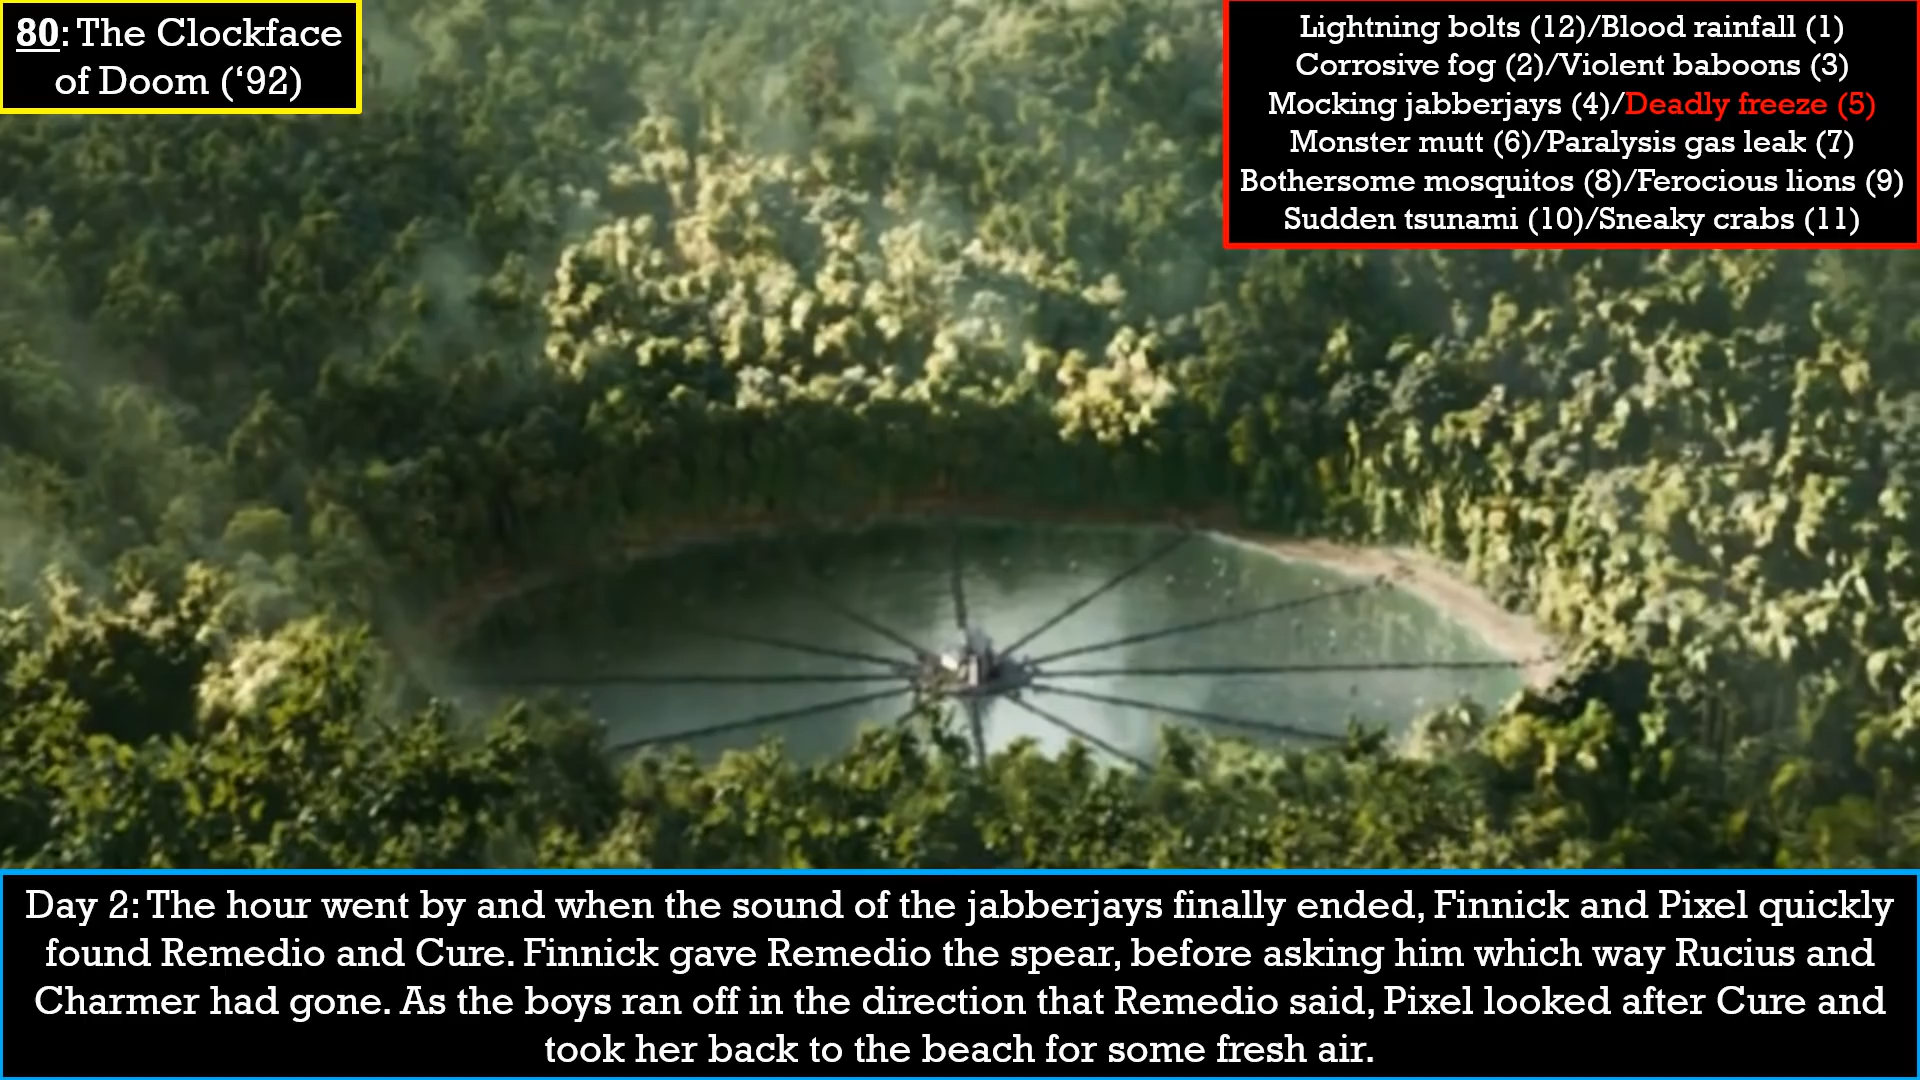 80: The Clockface
of Doom (‘92)
Lightning bolts (12)/Blood rainfall (1)
Corrosive fog (2)/Violent baboons (3)
Mocking jabberjays (4)/Deadly freeze (5)
Monster mutt (6)/Paralysis gas leak (7)
Bothersome mosquitos (8)/Ferocious lions (9)
Sudden tsunami (10)/Sneaky crabs (11)
Day 2: The hour went by and when the sound of the jabberjays finally ended, Finnick and Pixel quickly
found Remedio and Cure. Finnick gave Remedio the spear, before asking him which way Rucius and
Charmer had gone. As the boys ran off in the direction that Remedio said, Pixel looked after Cure and
took her back to the beach for some fresh air.